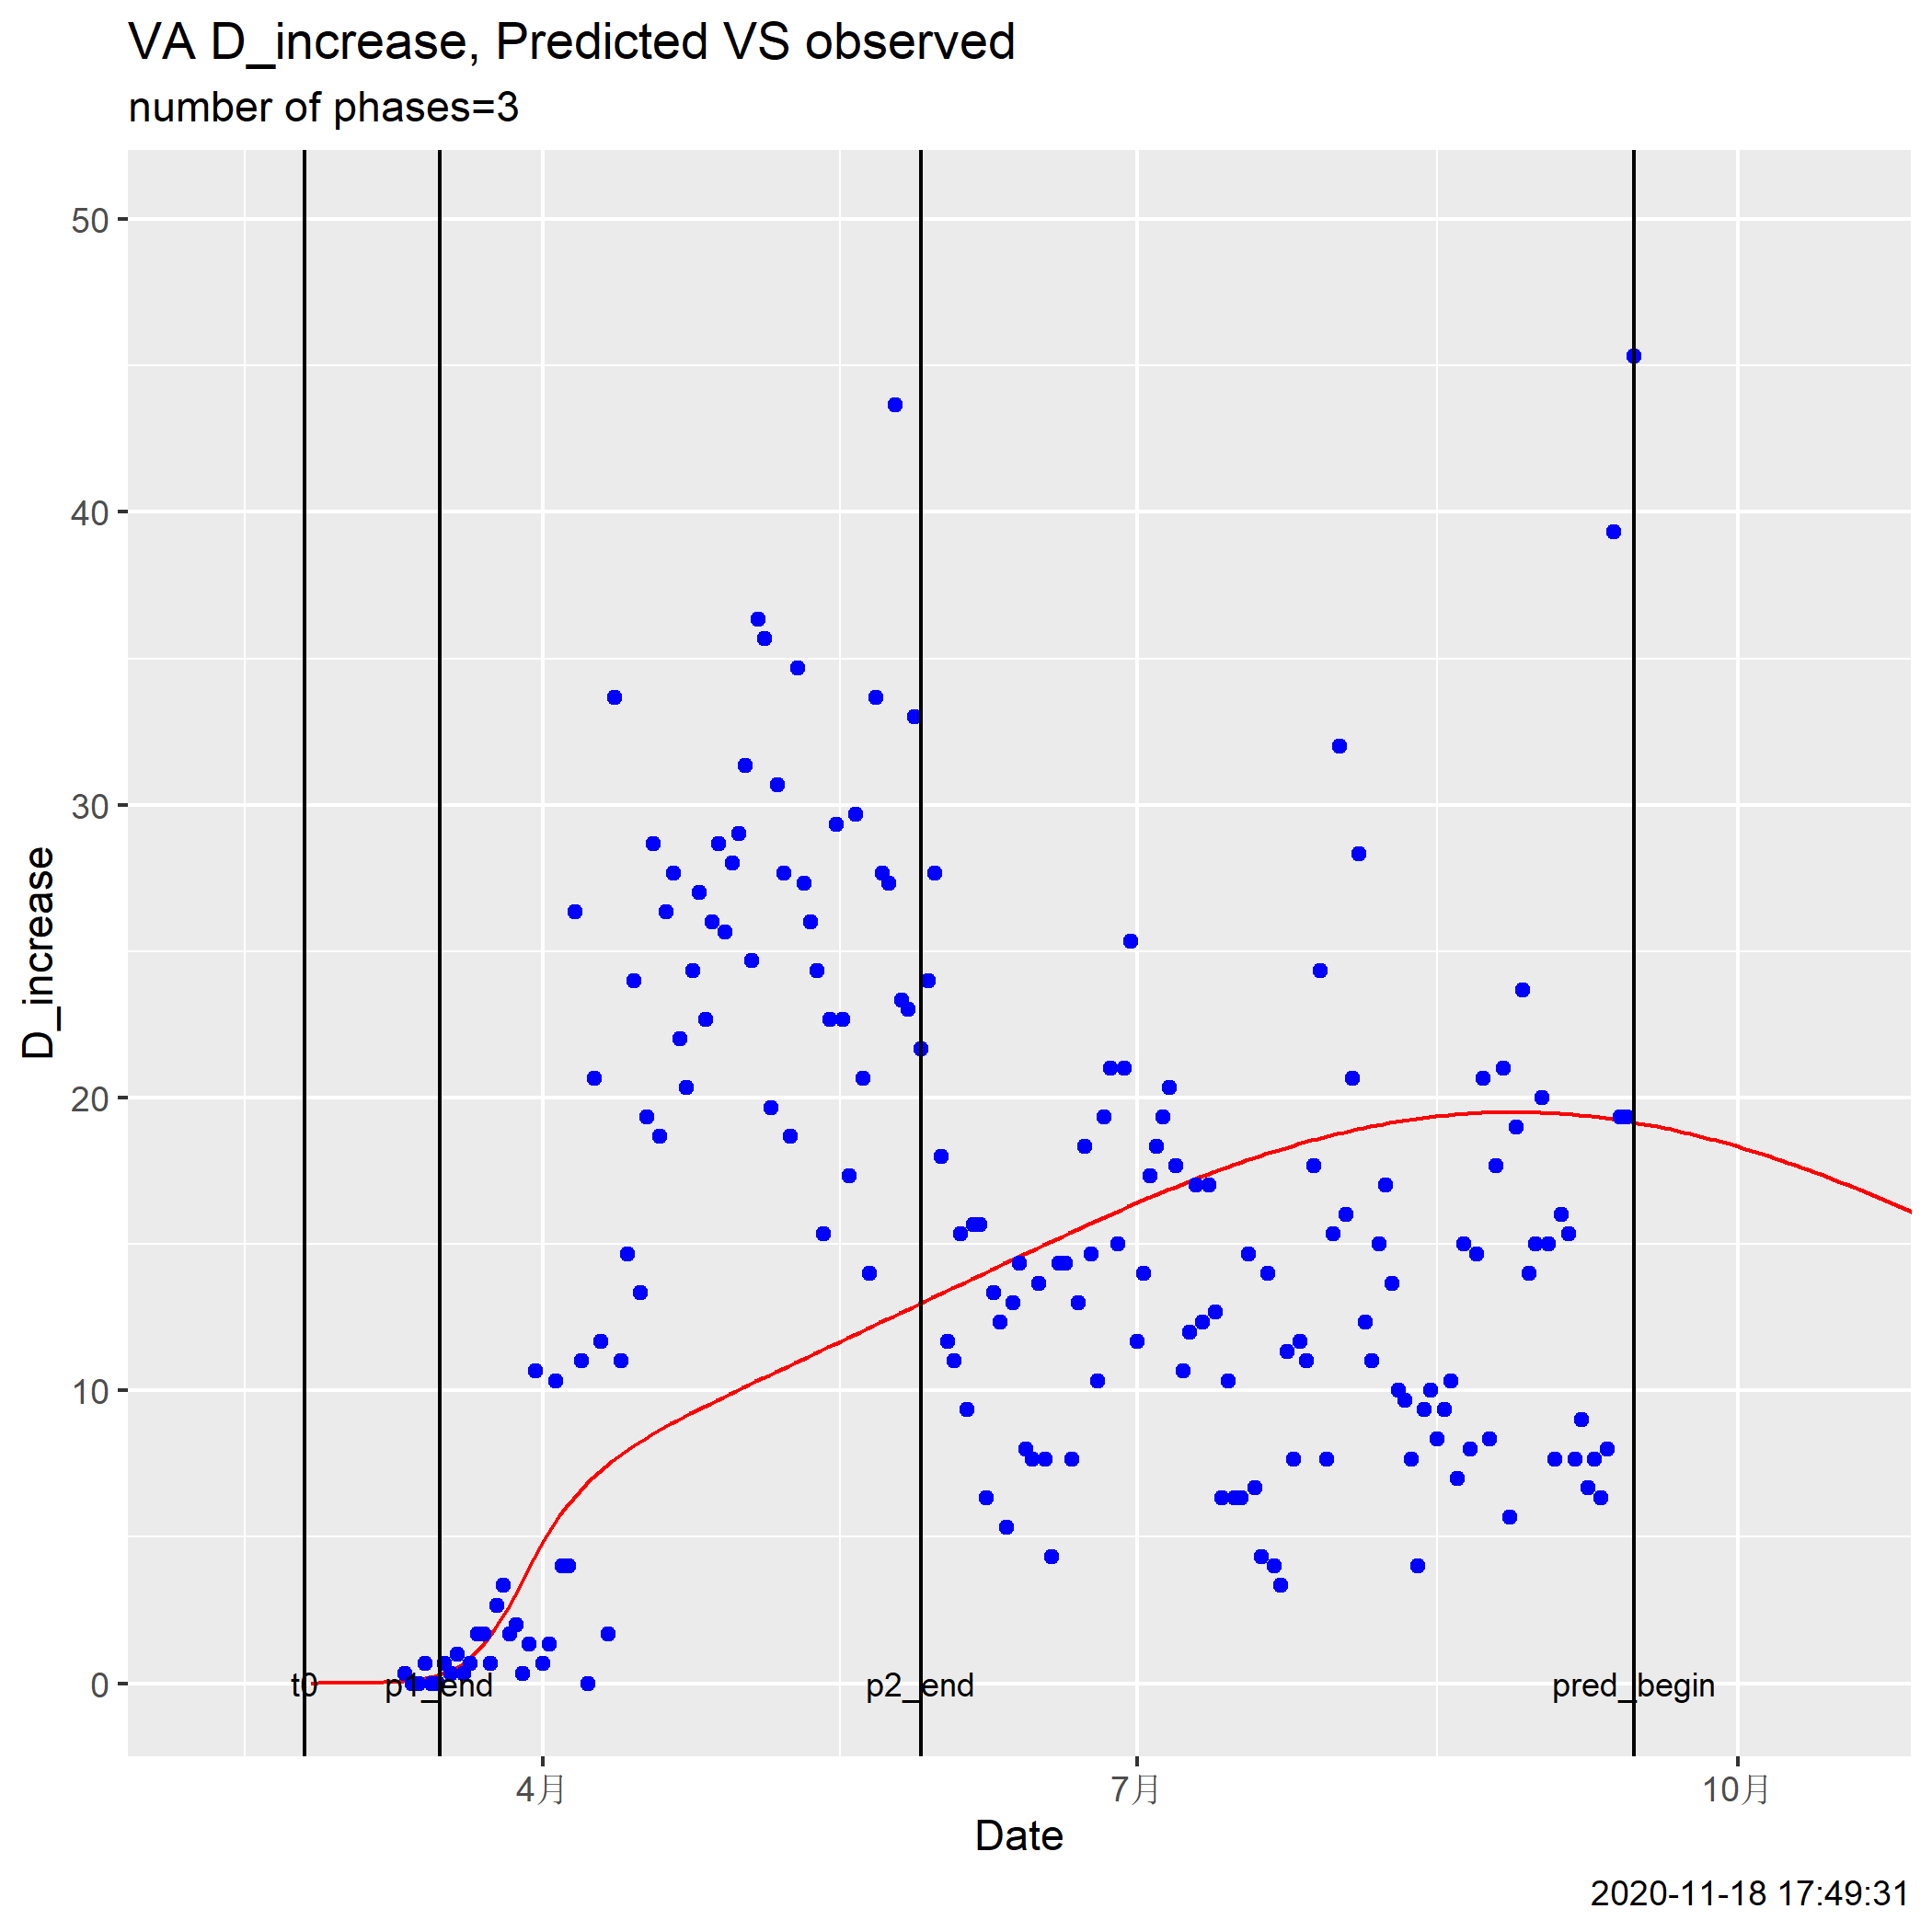 VA D_increase, Predicted VS observed
number of phases=3
50
40
30
20
10
0
D_increase
t0
p1_end
p2_end
pred_begin
4月
7月
10月
Date
2020-11-18 17:49:31